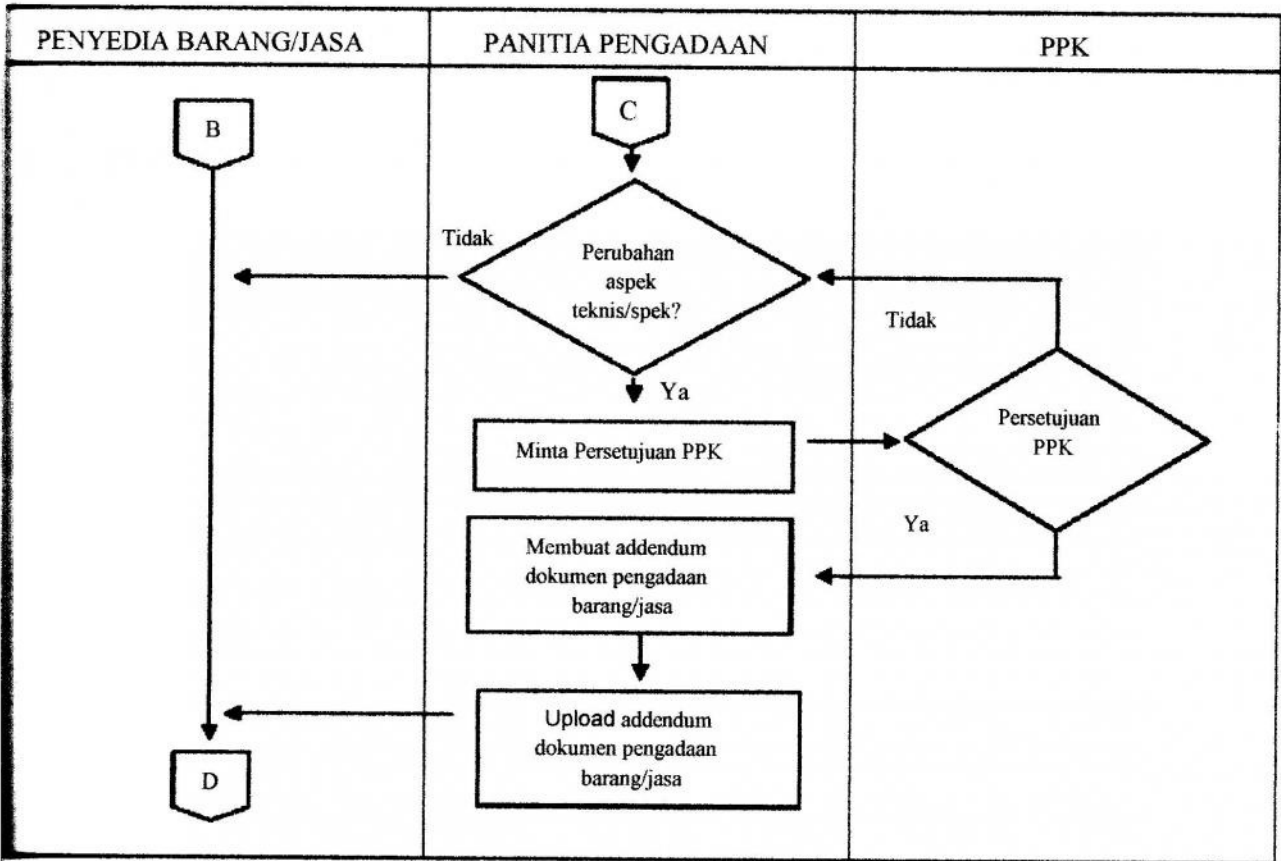 PENYEDIA BARANG/JASA
PANITIA PENGADAAN
PPK
B
C
Tidak
Perubahan
aspek
teknis/spek?
Tidak
Ya
Minta Persetujuan PPK
Persetujuan
PPK
Ya
Membuat addendum
dokumen pengadaan
barang/jasa
Upload addendum
dokumen pengadaan
barang/jasa
D